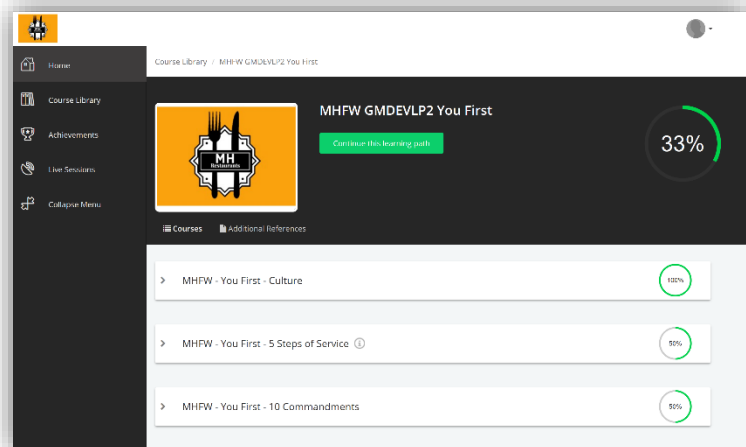 Home
Course Library
Achievements
Live Sessions
Collapse Menu
Course Library / MHFW GMDEVLP2 You First
MH
Restaurants
MHFW GMDEVLP2 You First
Continue this learning path
33%
Courses
Additional References
MHFW - You First - Culture
100%
MHFW - You First - 5 Steps of Service
50%
MHFW - You First - 10 Commandments
50%